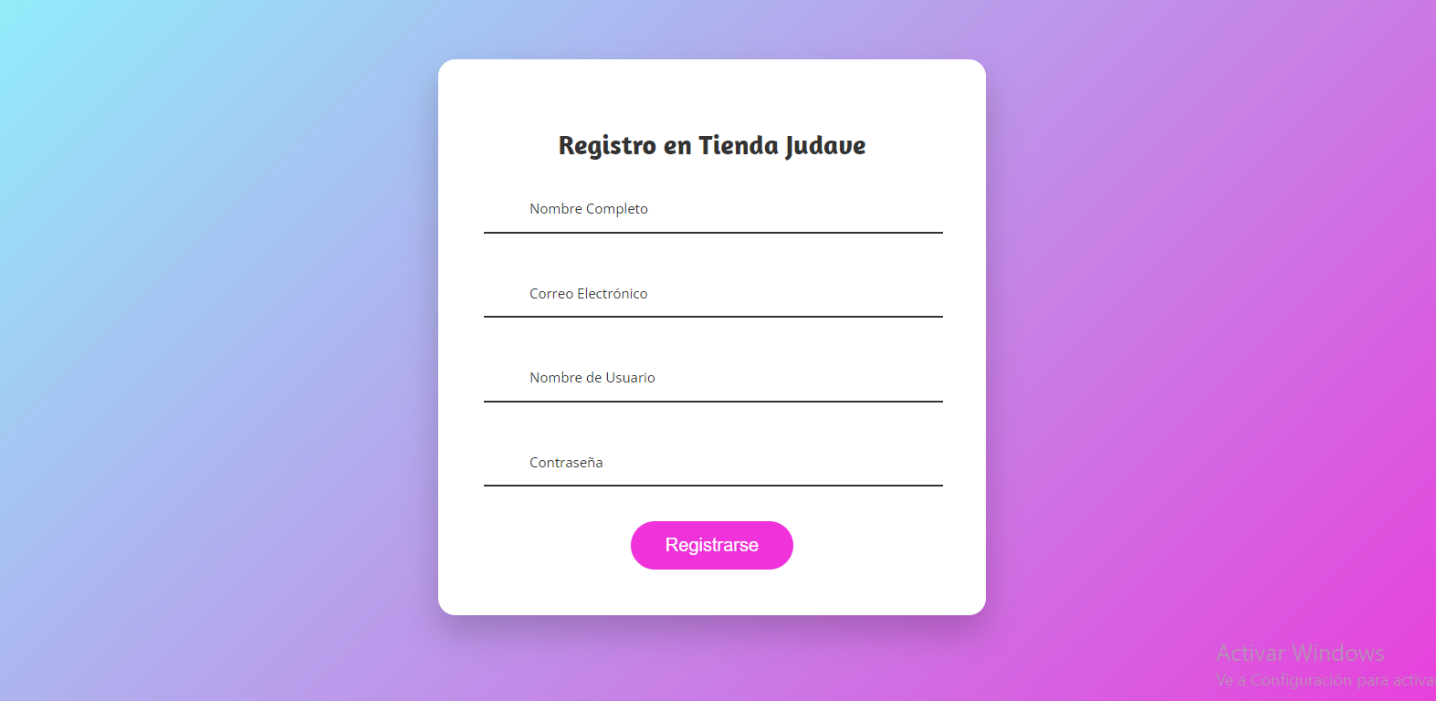 Registro en Tienda Judave
Nombre Completo
Correo Electrónico
Nombre de Usuario
Contraseña
Registrarse
Activar Windows
Ve a Configuración para activa